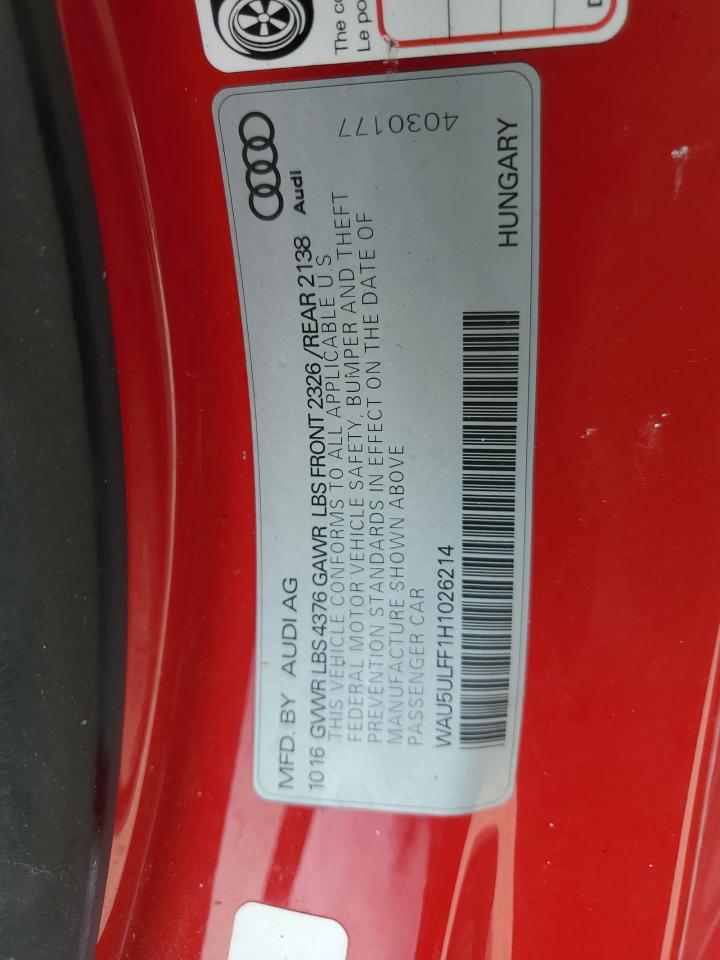 The co
Le po
D
Audi
4030177
MFD. BY AUDI AG
1016 GVWR LBS 4376 GAWR LBS FRONT 2326 /REAR 2138
THIS VEHICLE CONFORMS TO ALL APPLICABLE U.S.
FEDERAL MOTOR VEHICLE SAFETY, BUMPER AND THEFT
PREVENTION STANDARDS IN EFFECT ON THE DATE OF
MANUFACTURE SHOWN ABOVE
PASSENGER CAR
WAU5ULFF1H1026214
HUNGARY